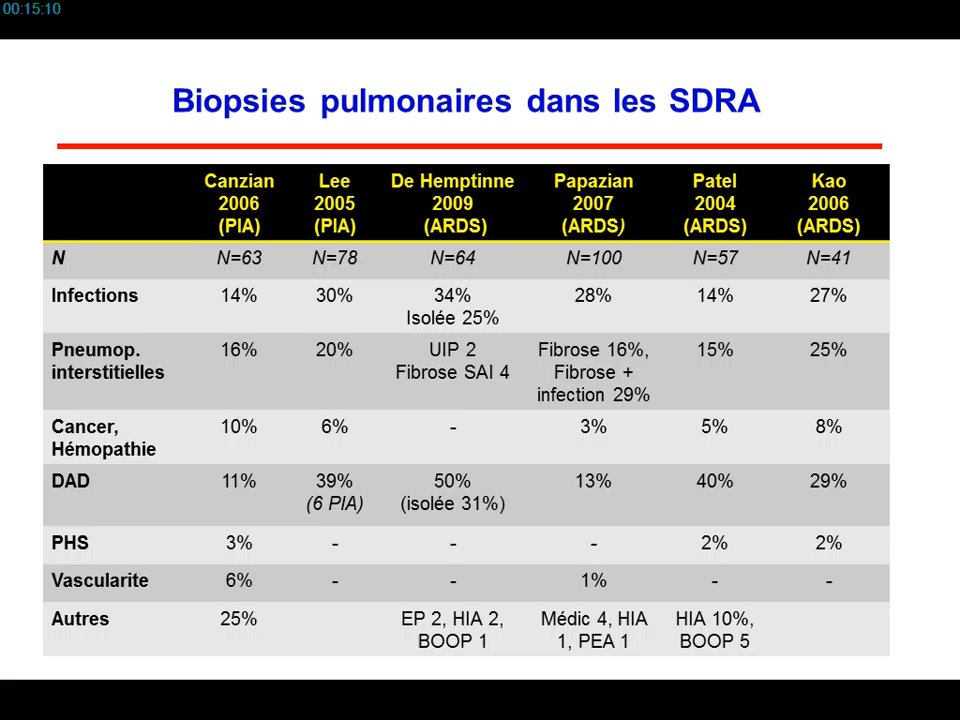 00:15:10
Biopsies pulmonaires dans les SDRA
Canzian 2006 (PIA) Lee 2005 (PIA) De Hemptinne 2009 (ARDS) Papazian 2007 (ARDS) Patel 2004 (ARDS) Kao 2006 (ARDS)
N N=63 N=78 N=64 N=100 N=57 N=41
Infections 14% 30% 34% Isolée 25% 28% 14% 27%
Pneumop. interstitielles 16% 20% UIP 2 Fibrose SAI 4 Fibrose 16%, Fibrose + infection 29% 15% 25%
Cancer, Hémopathie 10% 6% - 3% 5% 8%
DAD 11% 39% (6 PIA) 50% (isolée 31%) 13% 40% 29%
PHS 3% - - - 2% 2%
Vascularite 6% - - 1% - -
Autres 25% EP 2, HIA 2, BOOP 1 Médic 4, HIA 1, PEA 1 HIA 10%, BOOP 5